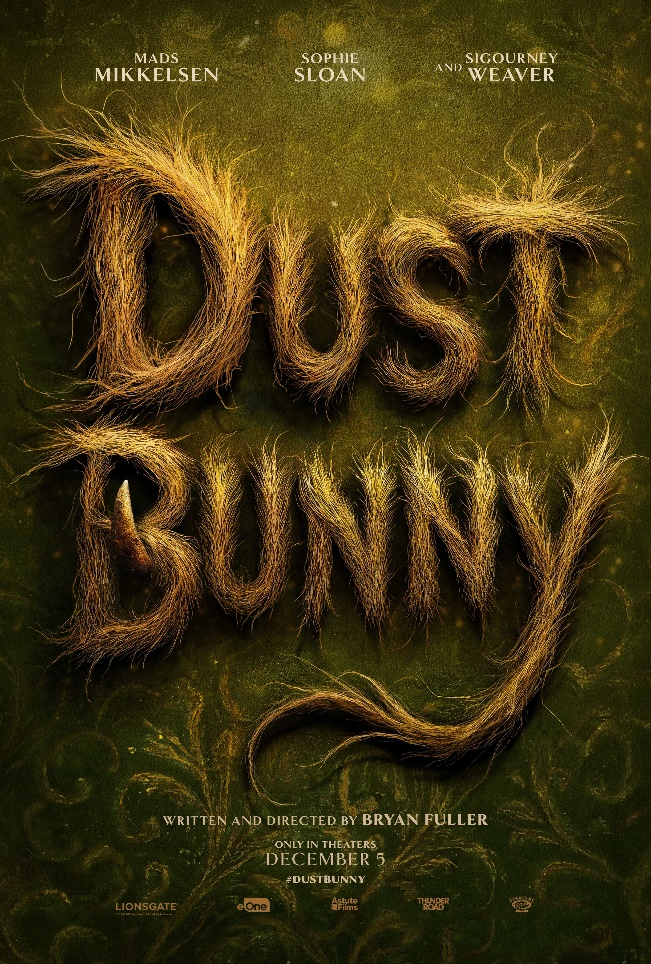 MADS
MIKKELSEN
SOPHIE
SLOAN
AND SIGOURNEY
WEAVER
DUST
BUNNY
WRITTEN AND DIRECTED BY BRYAN FULLER
ONLY IN THEATERS
DECEMBER 5
#DUSTBUNNY
LIONSGATE
eOne
Astute
Films
THUNDER
ROAD